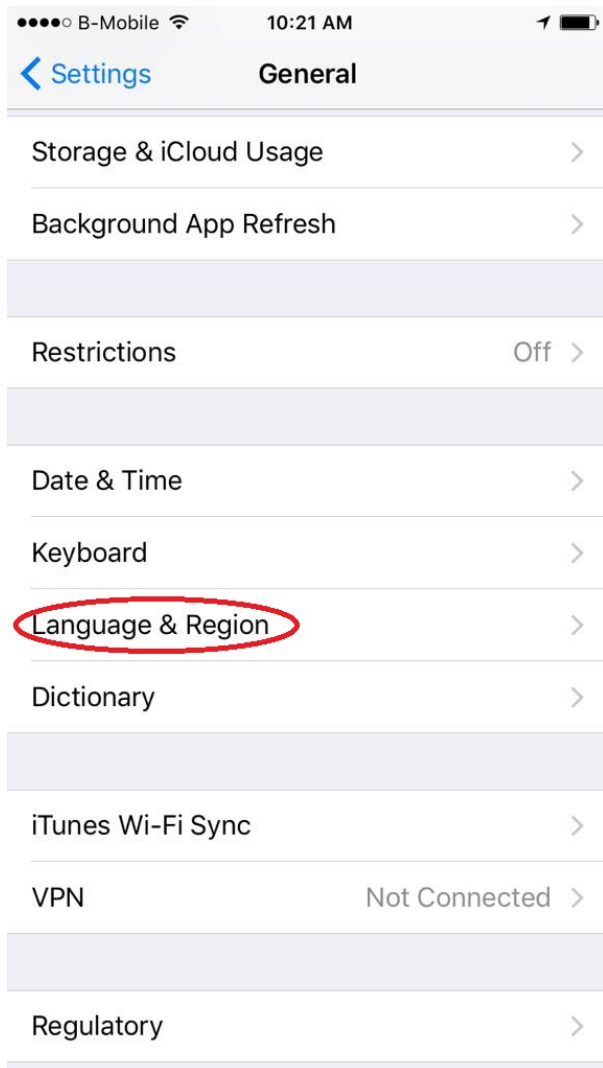 B-Mobile 10:21 AM
Settings General
Storage & iCloud Usage
Background App Refresh
Restrictions Off
Date & Time
Keyboard
Language & Region
Dictionary
iTunes Wi-Fi Sync
VPN Not Connected
Regulatory